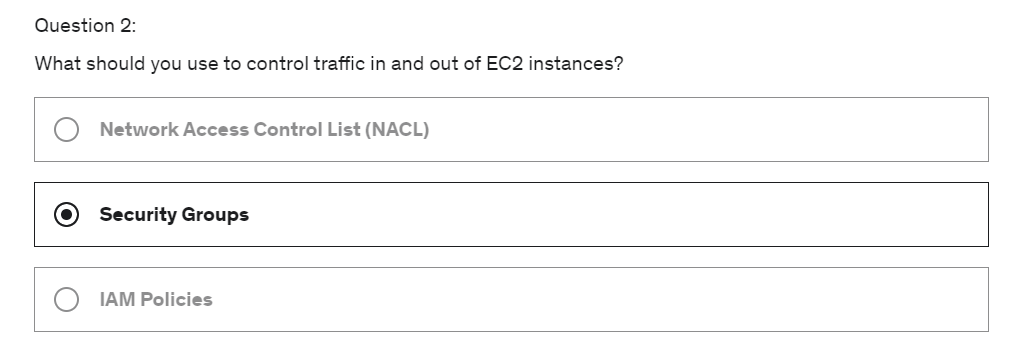 Question 2:
What should you use to control traffic in and out of EC2 instances?
Network Access Control List (NACL)
Security Groups
IAM Policies